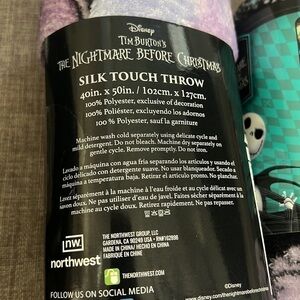 Disney
TIM BURTON'S
THE NIGHTMARE BEFORE CHRISTMAS
SILK TOUCH THROW
40in. x 50in. / 102cm. x 127cm.
100% Polyester, exclusive of decoration
100% Poliéster, excluyendo los adornos
100 % Polyester, sauf la garniture
Machine wash cold separately using delicate cycle and
mild detergent. Do not bleach. Machine dry separately on
gentle cycle. Remove promptly. Do not iron.
Lavado a máquina con agua fría separando los artículos y usando el
ciclo delicado con detergente suave. No usar blanqueador. Secado a
máquina a temperatura baja. Retirar el artículo pronto. No planchar.
Lavez séparément à la machine à l'eau froide et au cycle délicat avec un
savon doux. Ne pas utiliser d'eau de javel. Faites sécher séparément à la
machine au cycle doux. Retirez rapidement. Ne pas repasser.
nw.
northwest
THE NORTHWEST GROUP, LLC
GARDENA, CA 90249 USA
MADE IN CHINA/ HECHO EN CHINA
FABRIQUÉ EN CHINE
THENORTHWEST.COM
©Disney
FOLLOW US ON SOCIAL MEDIA